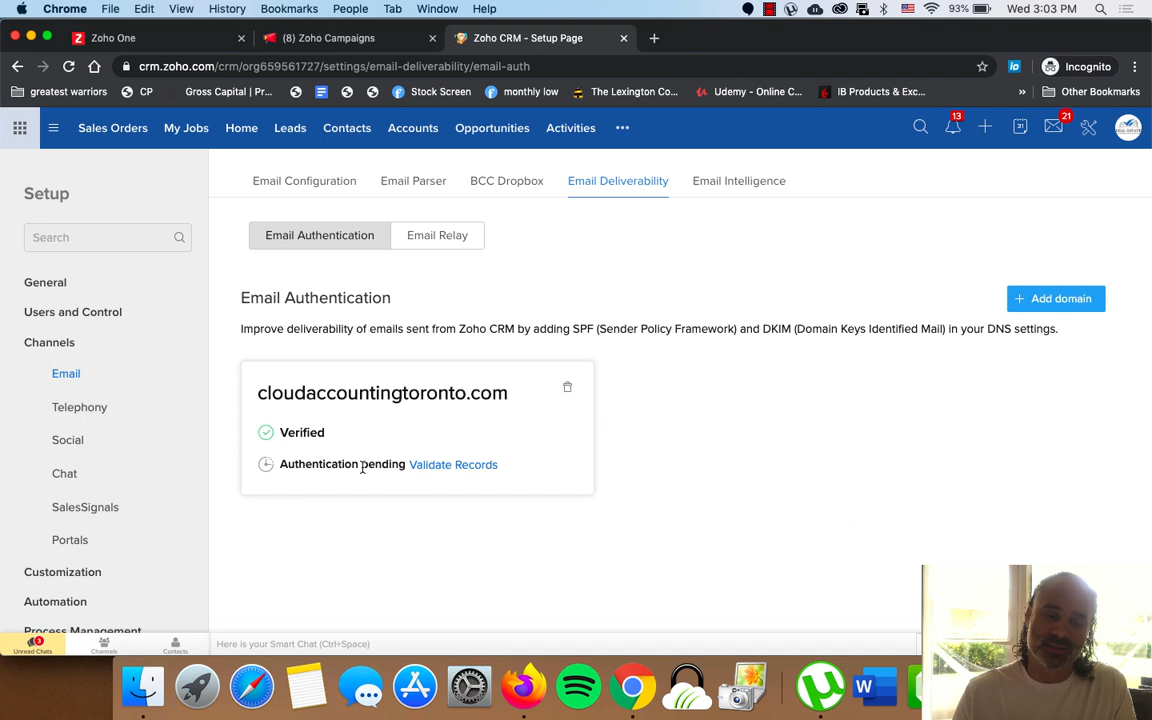 Chrome File Edit View History Bookmarks People Tab Window Help 93% Wed 3:03 PM
Zoho One (8) Zoho Campaigns Zoho CRM - Setup Page
crm.zoho.com/crm/org659561727/settings/email-deliverability/email-auth Incognito
greatest warriors CP Gross Capital | Pr... Stock Screen monthly low The Lexington Co... Udemy - Online C... IB Products & Exc... » Other Bookmarks
Sales Orders My Jobs Home Leads Contacts Accounts Opportunities Activities ••• 13 31 21
Setup
Email Configuration Email Parser BCC Dropbox Email Deliverability Email Intelligence
Search
Email Authentication Email Relay
General
Users and Control
Channels
Email
Telephony
Social
Chat
SalesSignals
Portals
Customization
Automation
Process Management
Email Authentication
+ Add domain
Improve deliverability of emails sent from Zoho CRM by adding SPF (Sender Policy Framework) and DKIM (Domain Keys Identified Mail) in your DNS settings.
cloudaccountingtoronto.com
Verified
Authentication pending Validate Records
3
Unread Chats Channels Contacts Here is your Smart Chat (Ctrl+Space)
W